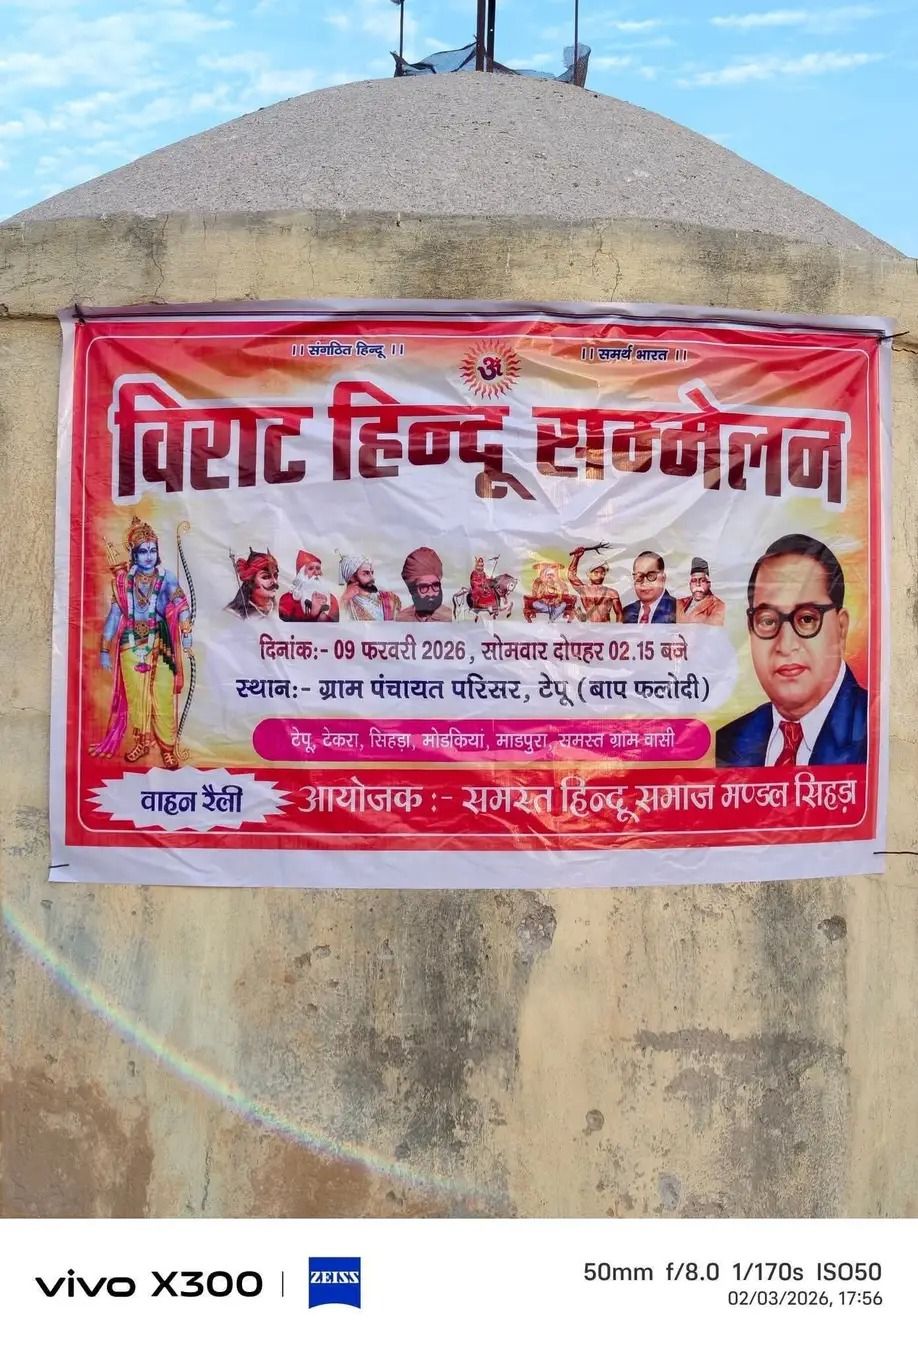 ।। संगठित हिन्दू ।।
ॐ
।। समर्थ भारत ।।
विराट हिन्दू सम्मेलन
दिनांक:- 09 फरवरी 2026, सोमवार दोपहर 02.15 बजे
स्थान:- ग्राम पंचायत परिसर, टेपू (बाप फलोदी)
टेपू, टेकरा, सिहड़ा, मोडकियां, माडपुरा, समस्त ग्राम वासी
वाहन रैली
आयोजक :- समस्त हिन्दू समाज मण्डल सिहड़ा
vivo X300
ZEISS
50mm f/8.0 1/170s ISO50
02/03/2026, 17:56